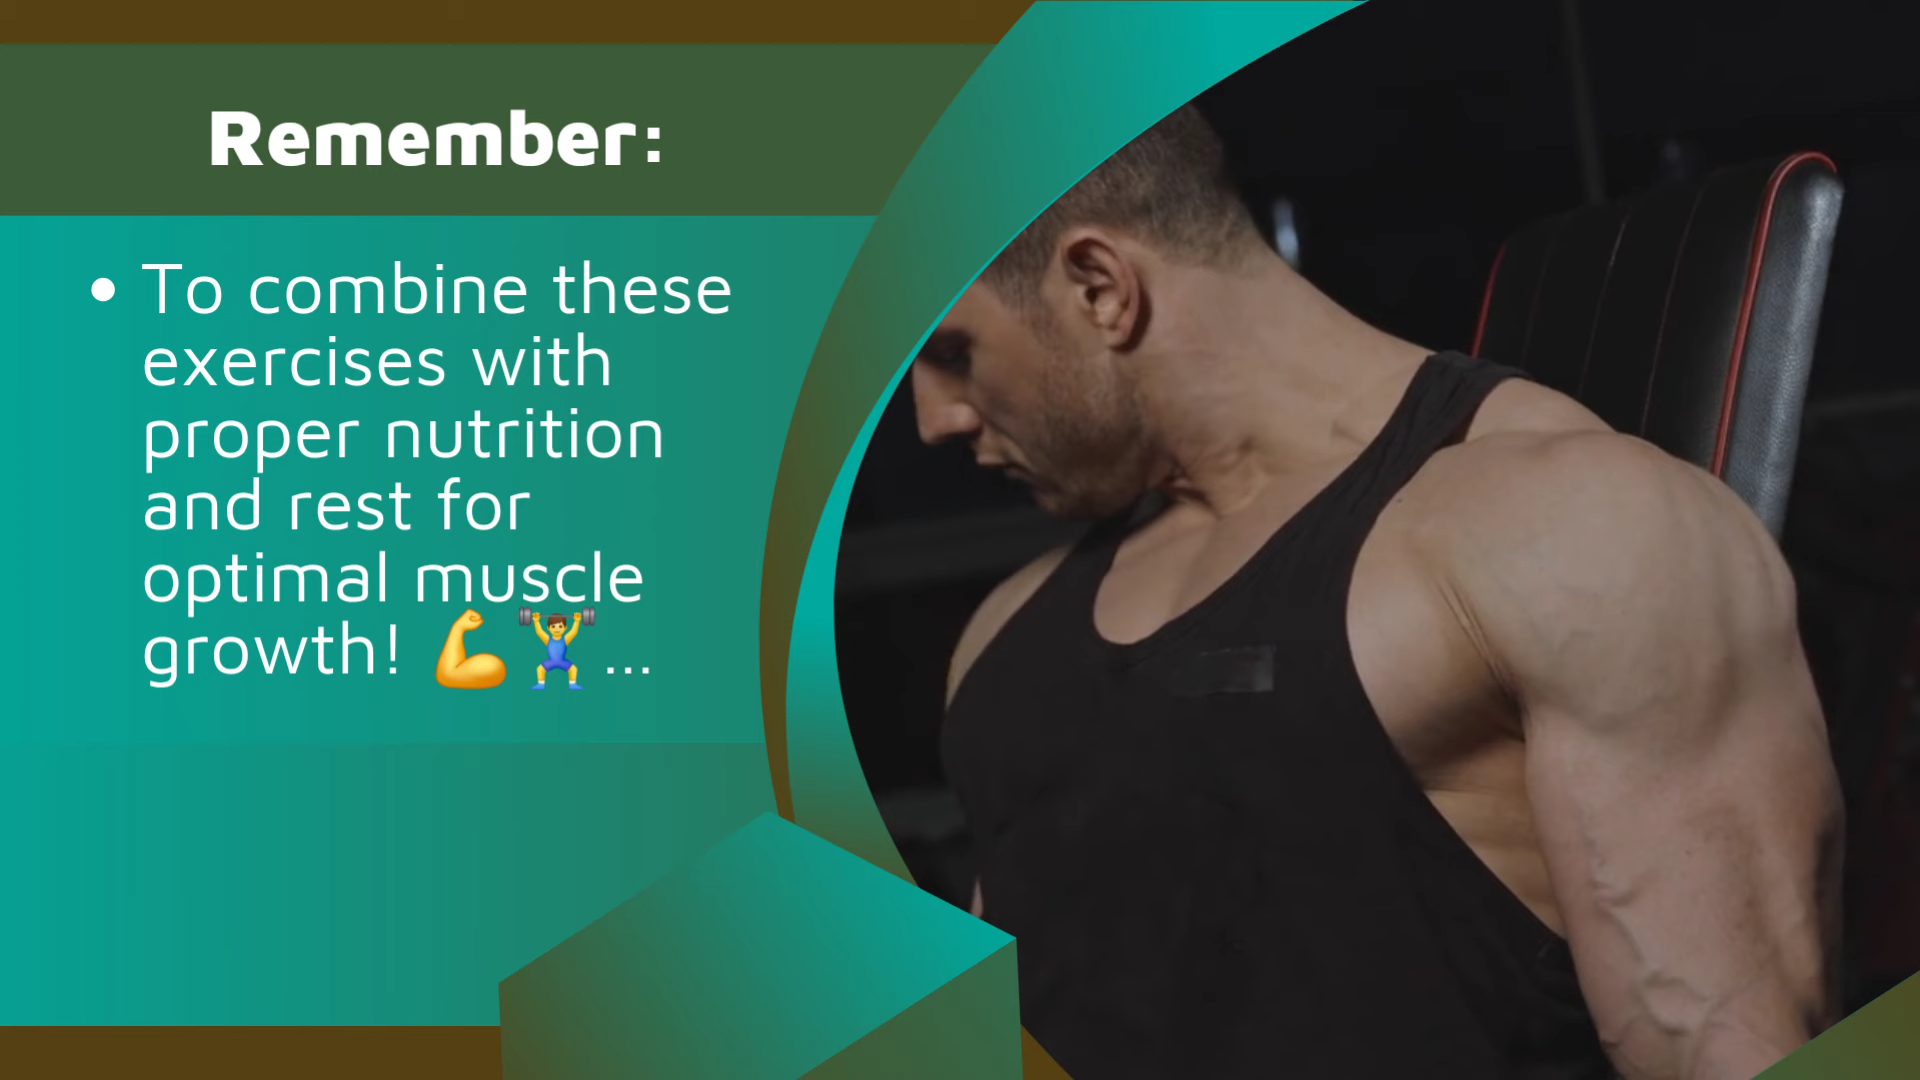 Remember:
• To combine these
exercises with
proper nutrition
and rest for
optimal muscle
growth! 💪🏋️‍♂️...